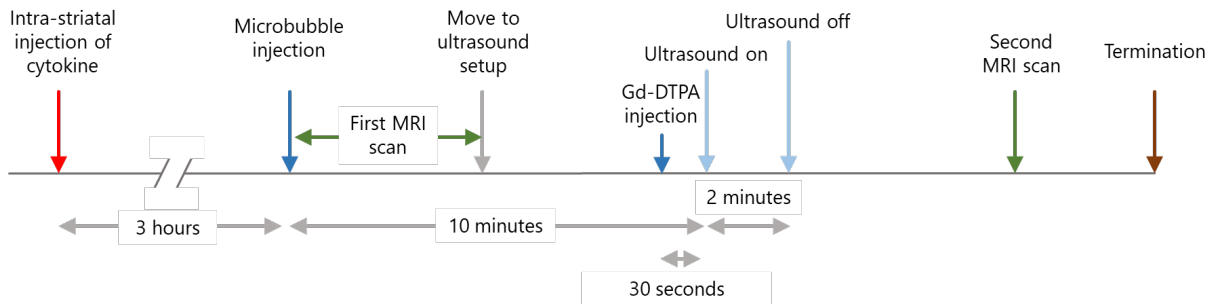 Intra-striatal
injection of
cytokine
Microbubble
injection
First MRI
scan
Move to
ultrasound
setup
Gd-DTPA
injection
Ultrasound on
Ultrasound off
Second
MRI scan
Termination
3 hours
10 minutes
2 minutes
30 seconds